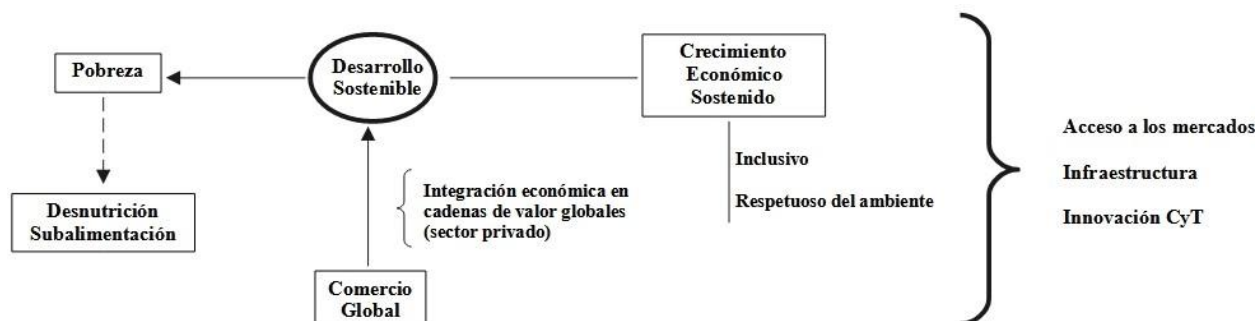 Pobreza
Desnutrición
Subalimentación
Desarrollo
Sostenible
Integración económica en
cadenas de valor globales
(sector privado)
Comercio
Global
Crecimiento
Económico
Sostenido
Inclusivo
Respetuoso del ambiente
Acceso a los mercados
Infraestructura
Innovación CyT